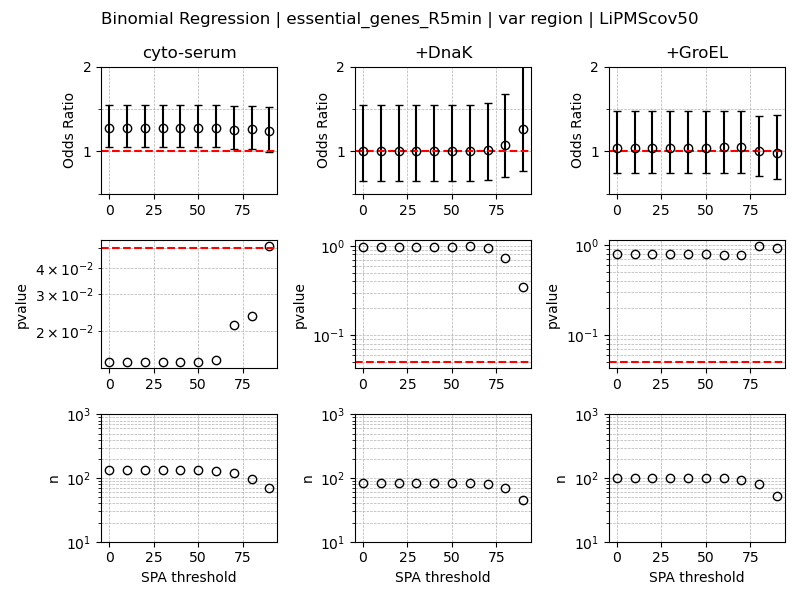 Binomial Regression | essential_genes_R5min | var region | LiPMScov50
cyto-serum
+DnaK
+GroEL
Odds Ratio
2
1
0
25
50
75
Odds Ratio
2
1
0
25
50
75
Odds Ratio
2
1
0
25
50
75
pvalue
4 × 10⁻²
3 × 10⁻²
2 × 10⁻²
0
25
50
75
pvalue
10⁰
10⁻¹
0
25
50
75
pvalue
10⁰
10⁻¹
0
25
50
75
n
10³
10²
10¹
0
25
50
75
SPA threshold
n
10³
10²
10¹
0
25
50
75
SPA threshold
n
10³
10²
10¹
0
25
50
75
SPA threshold